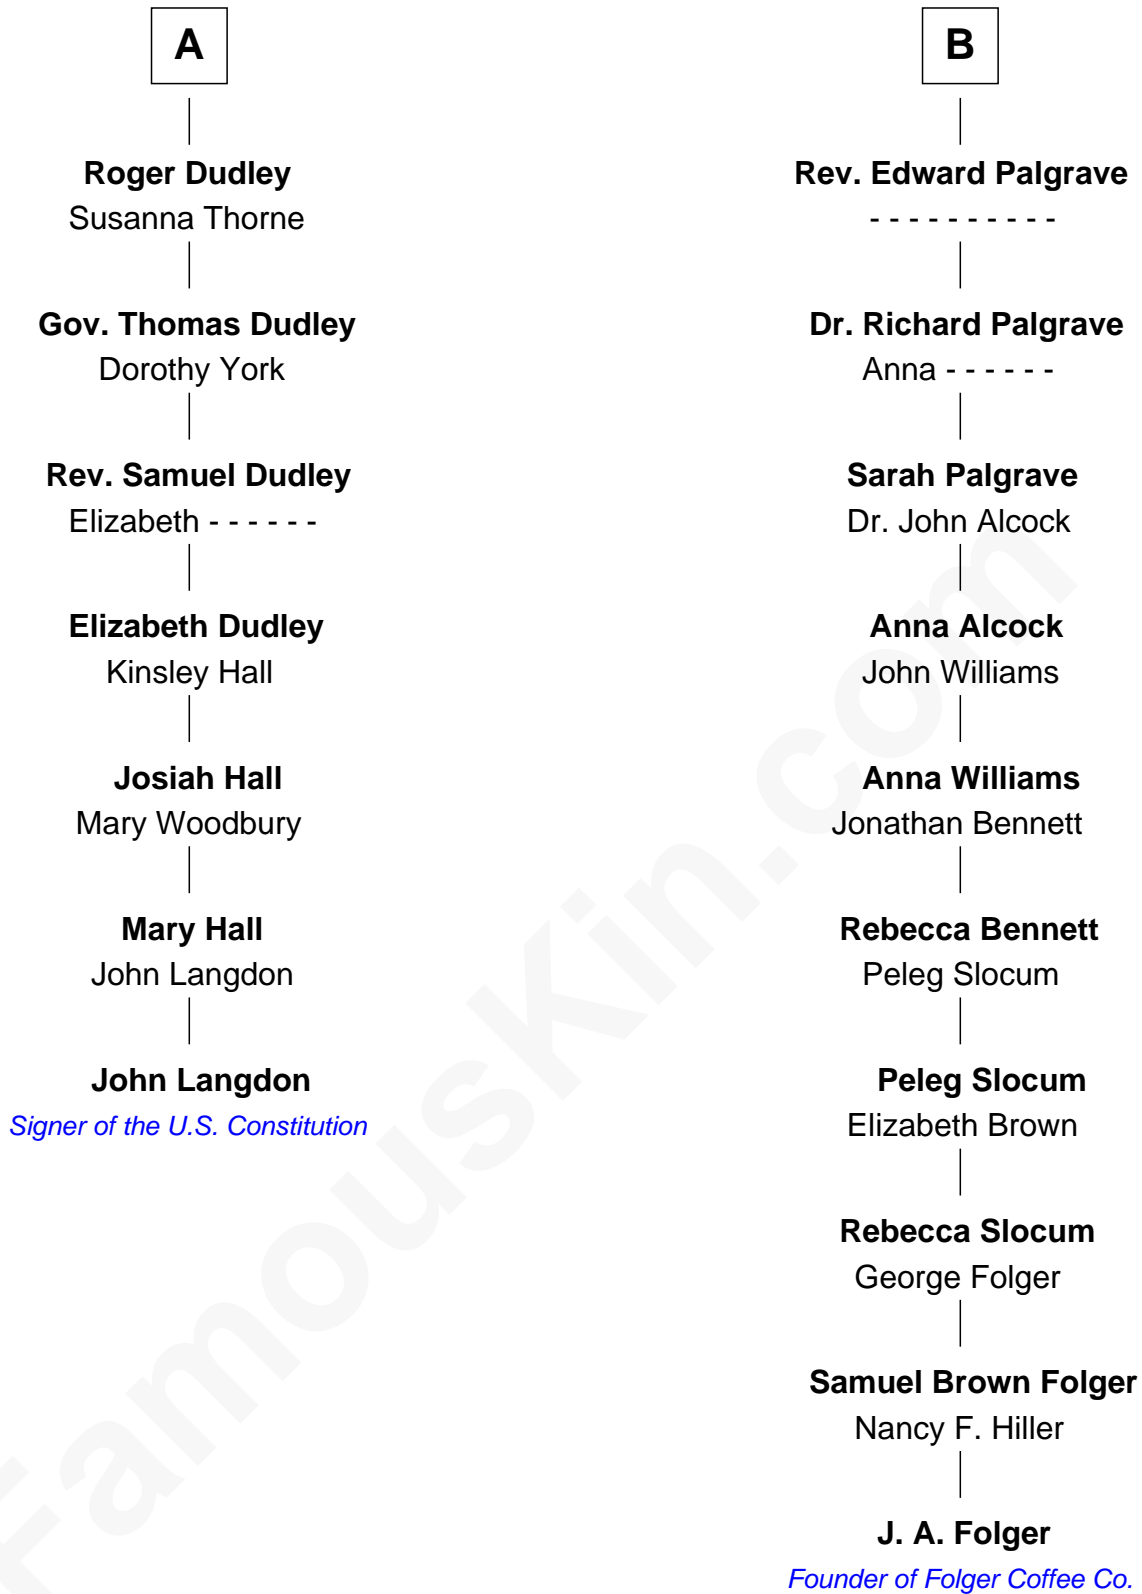 A
Roger Dudley
Susanna Thorne
Gov. Thomas Dudley
Dorothy York
Rev. Samuel Dudley
Elizabeth - - - - - -
Elizabeth Dudley
Kinsley Hall
Josiah Hall
Mary Woodbury
Mary Hall
John Langdon
John Langdon
Signer of the U.S. Constitution
B
Rev. Edward Palgrave
- - - - - - - - - -
Dr. Richard Palgrave
Anna - - - - - -
Sarah Palgrave
Dr. John Alcock
Anna Alcock
John Williams
Anna Williams
Jonathan Bennett
Rebecca Bennett
Peleg Slocum
Peleg Slocum
Elizabeth Brown
Rebecca Slocum
George Folger
Samuel Brown Folger
Nancy F. Hiller
J. A. Folger
Founder of Folger Coffee Co.
FamousKin.com